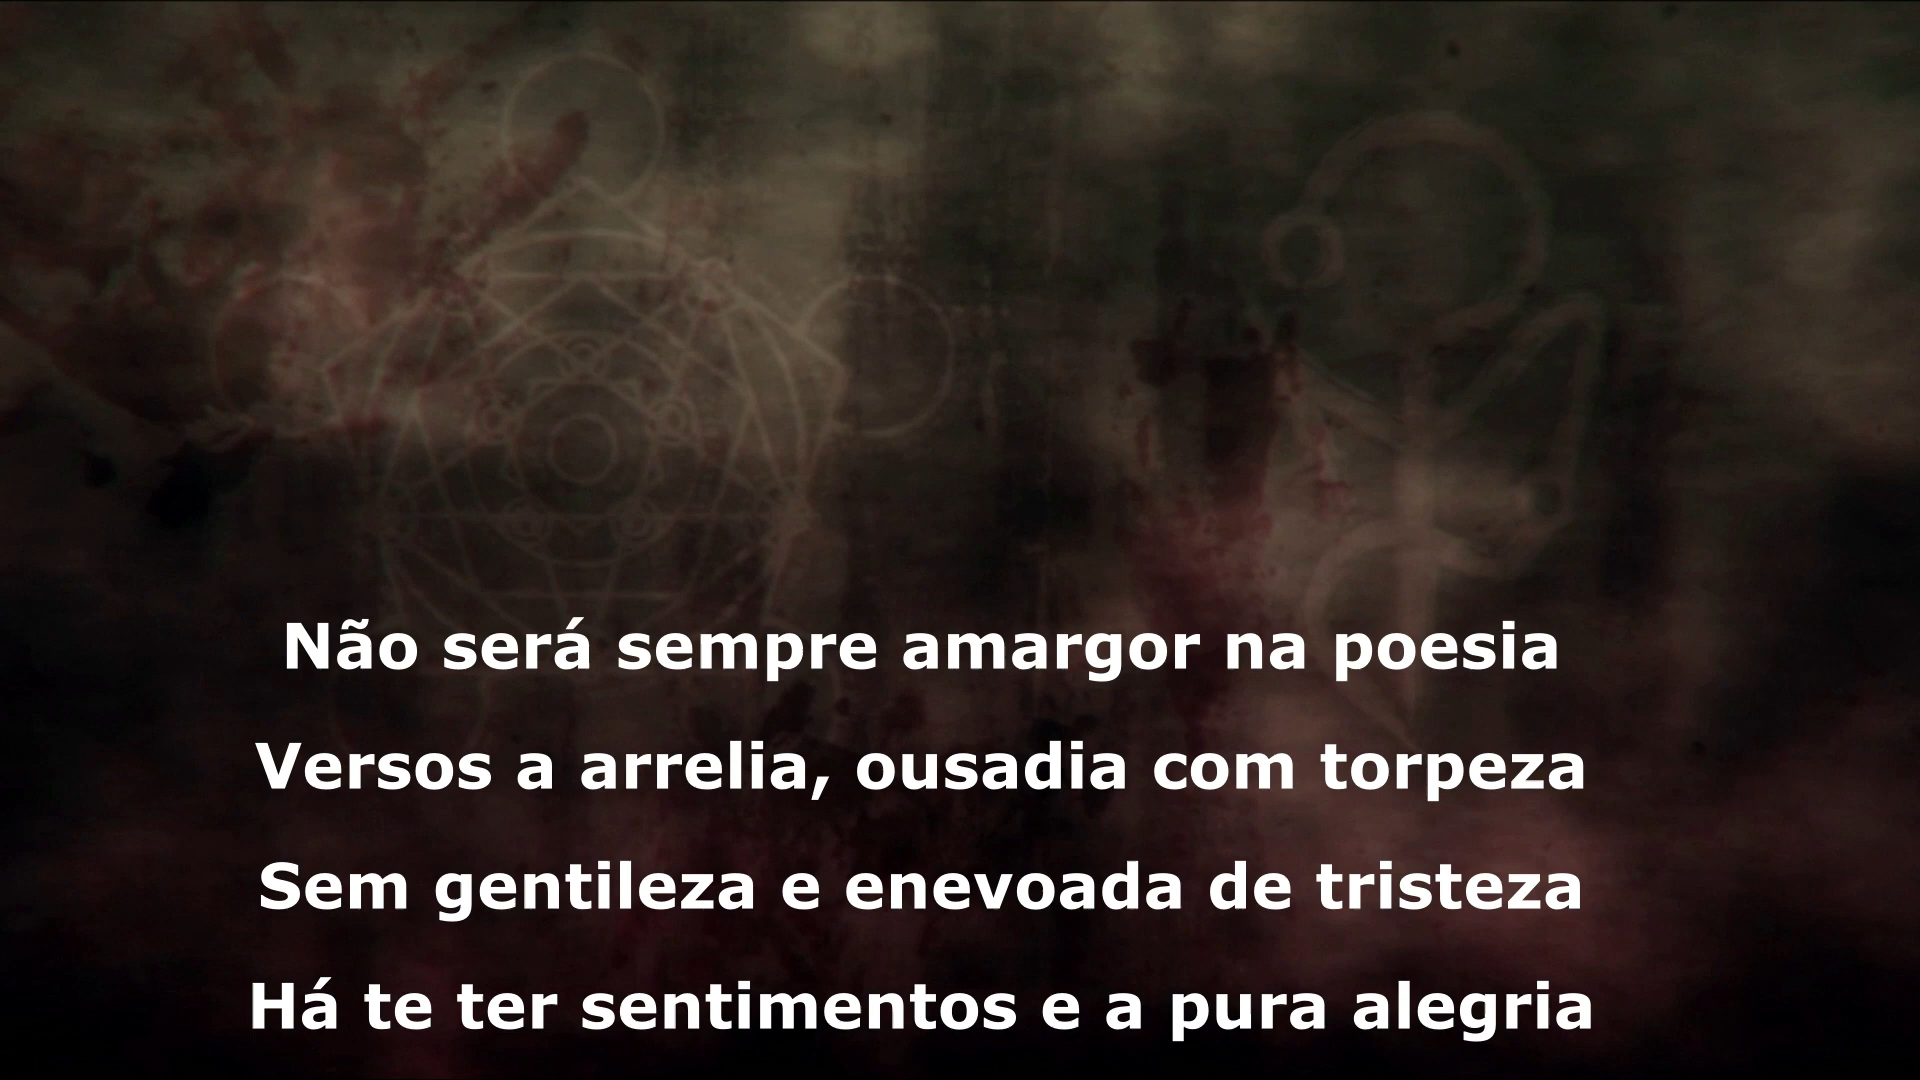 Não será sempre amargor na poesia
Versos a arrelia, ousadia com torpeza
Sem gentileza e enevoada de tristeza
Há te ter sentimentos e a pura alegria